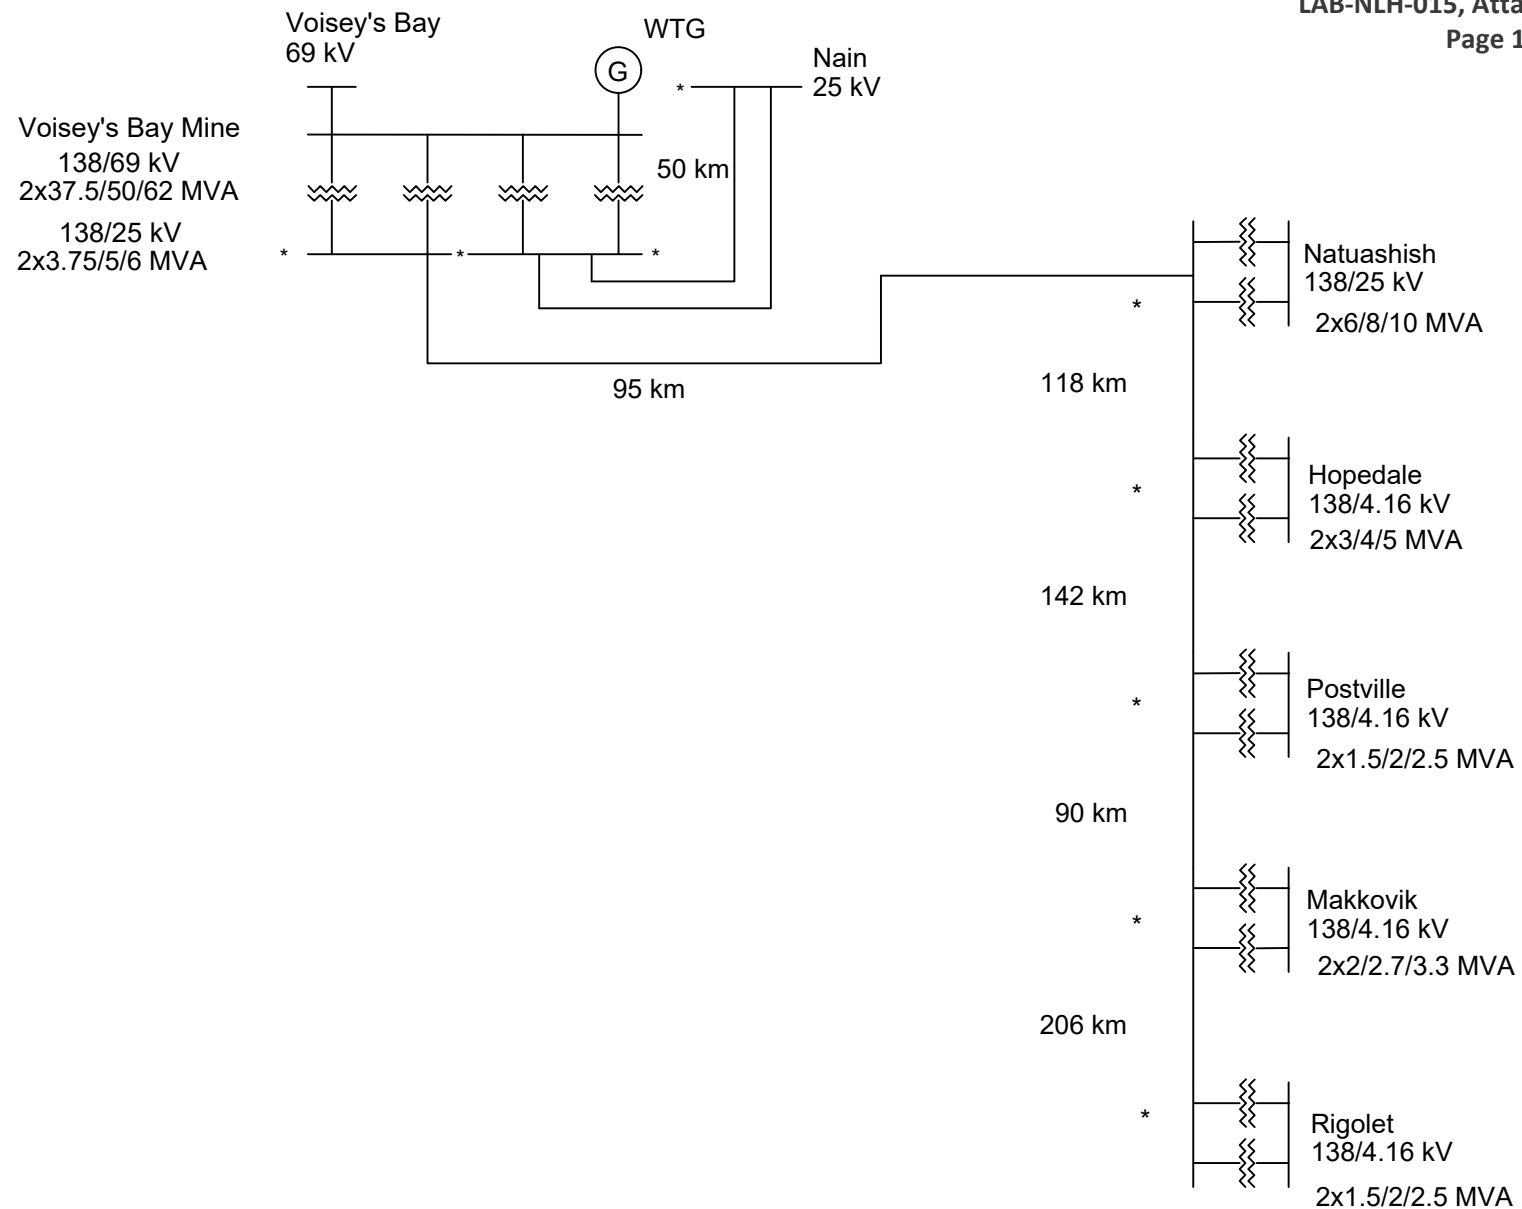 LAB-NLH-015, Atta
Page 1
Voisey's Bay
69 kV
WTG
G
Nain
25 kV
*
Voisey's Bay Mine
138/69 kV
2x37.5/50/62 MVA
138/25 kV
2x3.75/5/6 MVA
50 km
*
*
*
95 km
Natuashish
138/25 kV
2x6/8/10 MVA
*
118 km
Hopedale
138/4.16 kV
2x3/4/5 MVA
*
142 km
Postville
138/4.16 kV
2x1.5/2/2.5 MVA
*
90 km
Makkovik
138/4.16 kV
2x2/2.7/3.3 MVA
*
206 km
Rigolet
138/4.16 kV
2x1.5/2/2.5 MVA
*